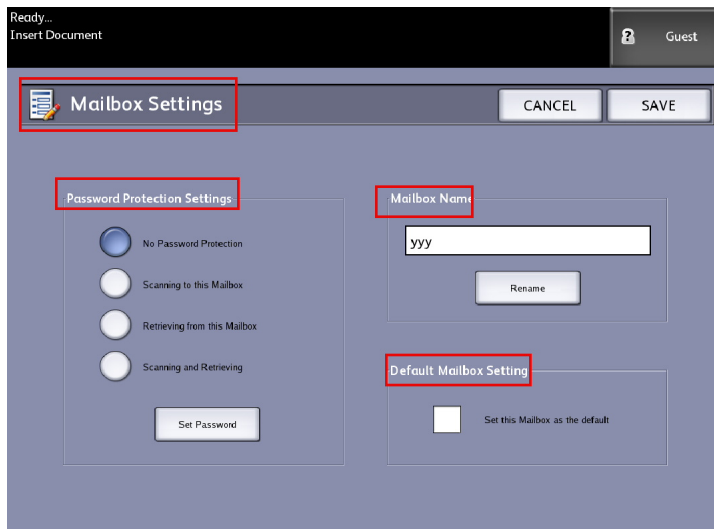 Ready...
Insert Document
Guest
Mailbox Settings
CANCEL
SAVE
Password Protection Settings
No Password Protection
Scanning to this Mailbox
Retrieving from this Mailbox
Scanning and Retrieving
Set Password
Mailbox Name
yyy
Rename
Default Mailbox Setting
Set this Mailbox as the default